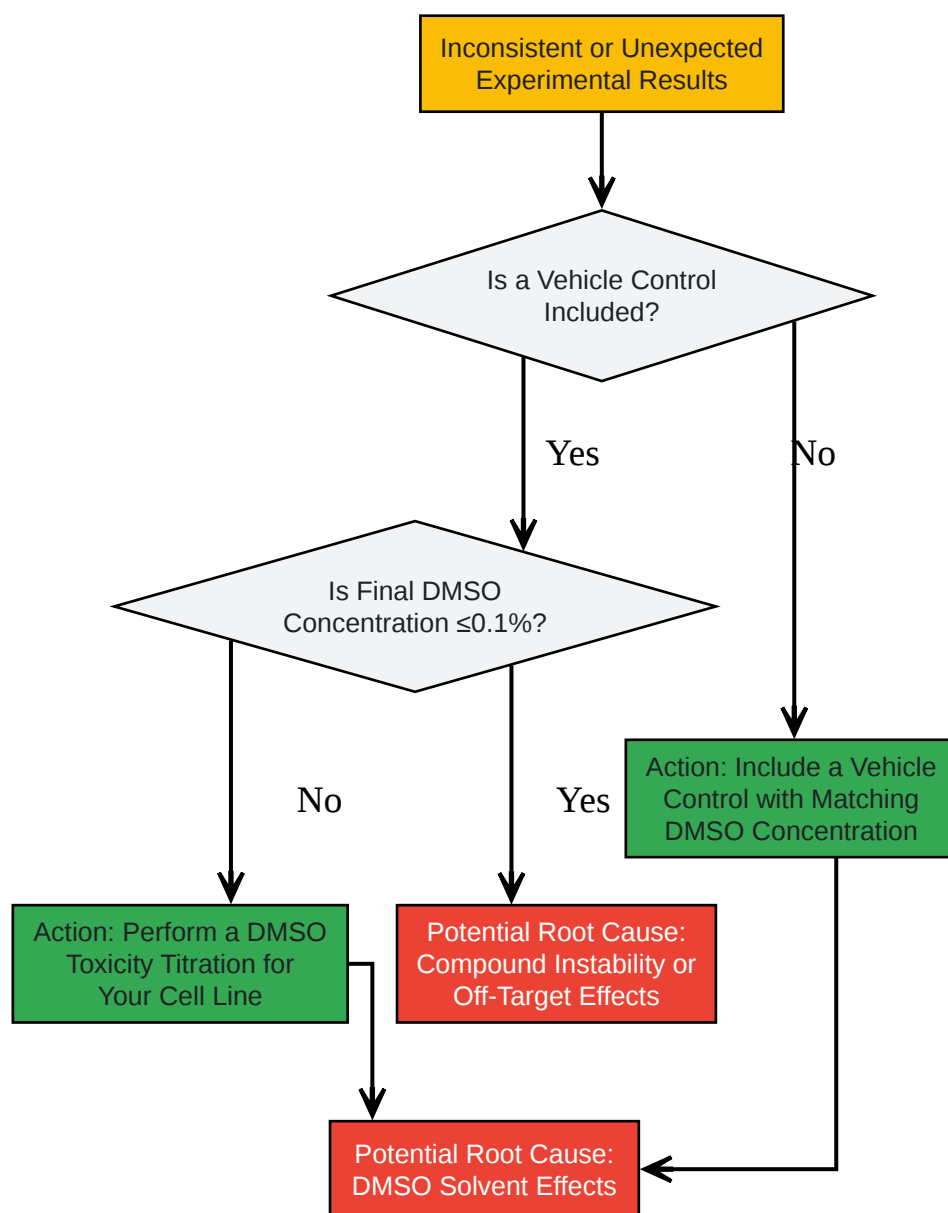 Inconsistent or Unexpected
Experimental Results
Is a Vehicle Control
Included?
Yes
No
Is Final DMSO
Concentration ≤0.1%?
No
Yes
Action: Include a Vehicle
Control with Matching
DMSO Concentration
Action: Perform a DMSO
Toxicity Titration for
Your Cell Line
Potential Root Cause:
Compound Instability or
Off-Target Effects
Potential Root Cause:
DMSO Solvent Effects